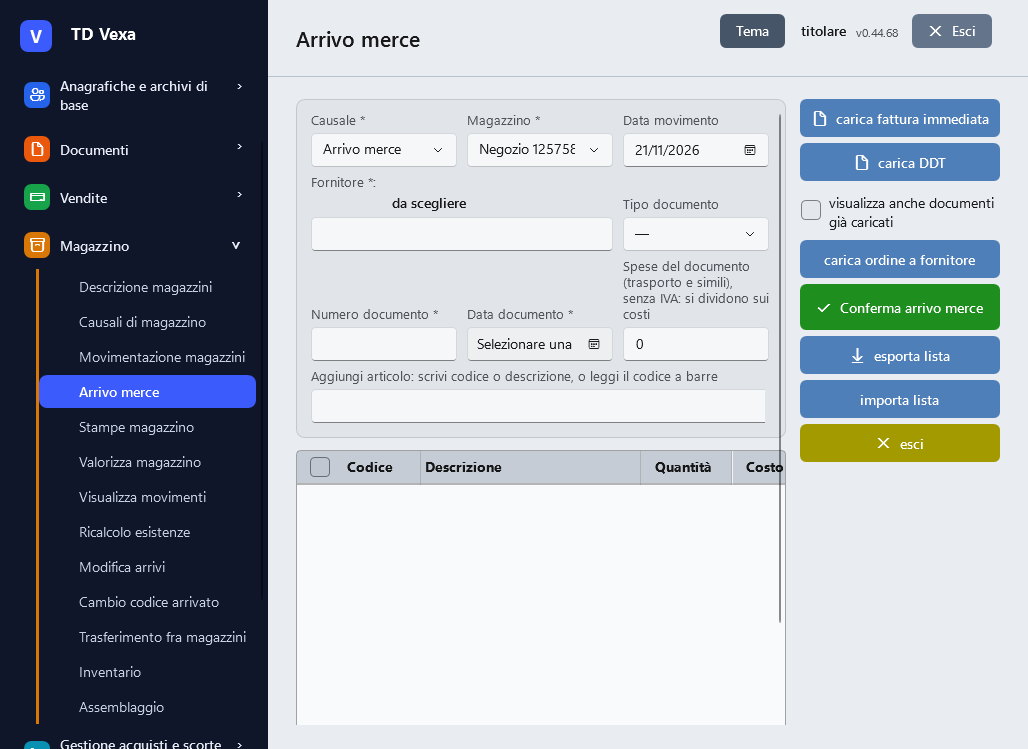 V
TD Vexa
Anagrafiche e archivi di
base
Documenti
Vendite
Magazzino
Descrizione magazzini
Causali di magazzino
Movimentazione magazzini
Arrivo merce
Stampe magazzino
Valorizza magazzino
Visualizza movimenti
Ricalcolo esistenze
Modifica arrivi
Cambio codice arrivato
Trasferimento fra magazzini
Inventario
Assemblaggio
Gestione acquisti e scorte
Arrivo merce
Tema
titolare
v0.44.68
Esci
Causale *
Magazzino *
Data movimento
Arrivo merce
Negozio 125758
21/11/2026
Fornitore *:
da scegliere
Tipo documento
—
Spese del documento
(trasporto e simili),
senza IVA: si dividono sui
costi
Numero documento *
Data documento *
Selezionare una
0
Aggiungi articolo: scrivi codice o descrizione, o leggi il codice a barre
Codice
Descrizione
Quantità
Costo
carica fattura immediata
carica DDT
visualizza anche documenti
già caricati
carica ordine a fornitore
Conferma arrivo merce
esporta lista
importa lista
esci